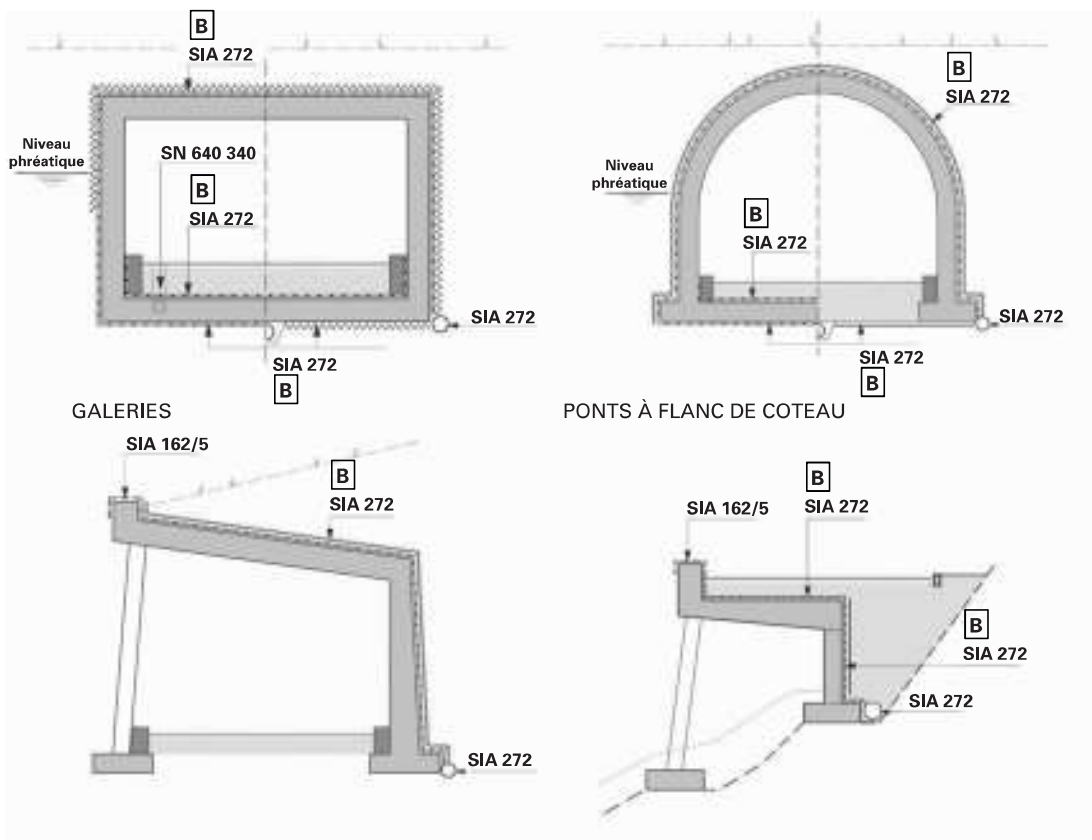 B
SIA 272
Niveau
phréatique
SN 640 340
B
SIA 272
SIA 272
SIA 272
B
B
SIA 272
Niveau
phréatique
B
SIA 272
SIA 272
SIA 272
B
GALERIES
SIA 162/5
B
SIA 272
SIA 272
PONTS À FLANC DE COTEAU
B
SIA 162/5
SIA 272
B
SIA 272
SIA 272